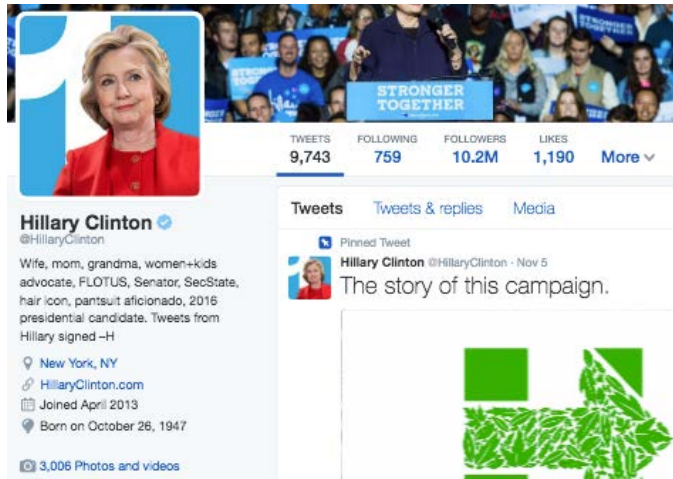 STRONGER
TOGETHER
TWEETS FOLLOWING FOLLOWERS LIKES
9,743 759 10.2M 1,190 More
Hillary Clinton
@HillaryClinton
Wife, mom, grandma, women+kids
advocate, FLOTUS, Senator, SecState,
hair icon, pantsuit aficionado, 2016
presidential candidate. Tweets from
Hillary signed –H
New York, NY
HillaryClinton.com
Joined April 2013
Born on October 26, 1947
3,006 Photos and videos
Tweets Tweets & replies Media
Pinned Tweet
Hillary Clinton @HillaryClinton · Nov 5
The story of this campaign.